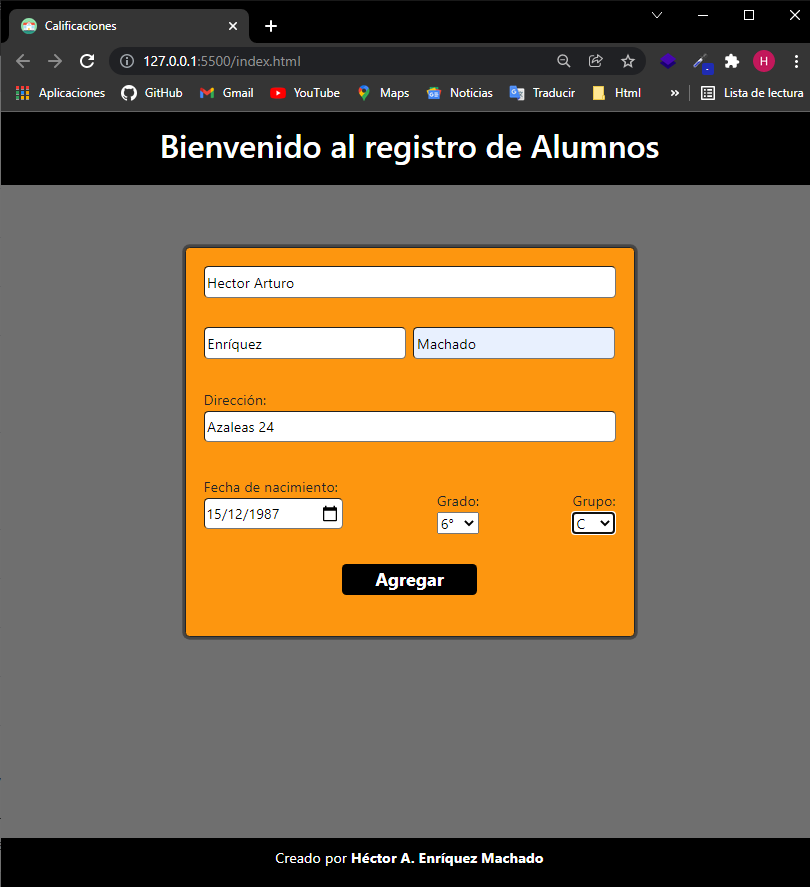 Calificaciones
127.0.0.1:5500/index.html
H
Aplicaciones GitHub Gmail YouTube Maps Noticias Traducir Html » Lista de lectura
Bienvenido al registro de Alumnos
Hector Arturo
Enríquez Machado
Dirección:
Azaleas 24
Fecha de nacimiento: Grado: Grupo:
15/12/1987 6° C
Agregar
Creado por Héctor A. Enríquez Machado